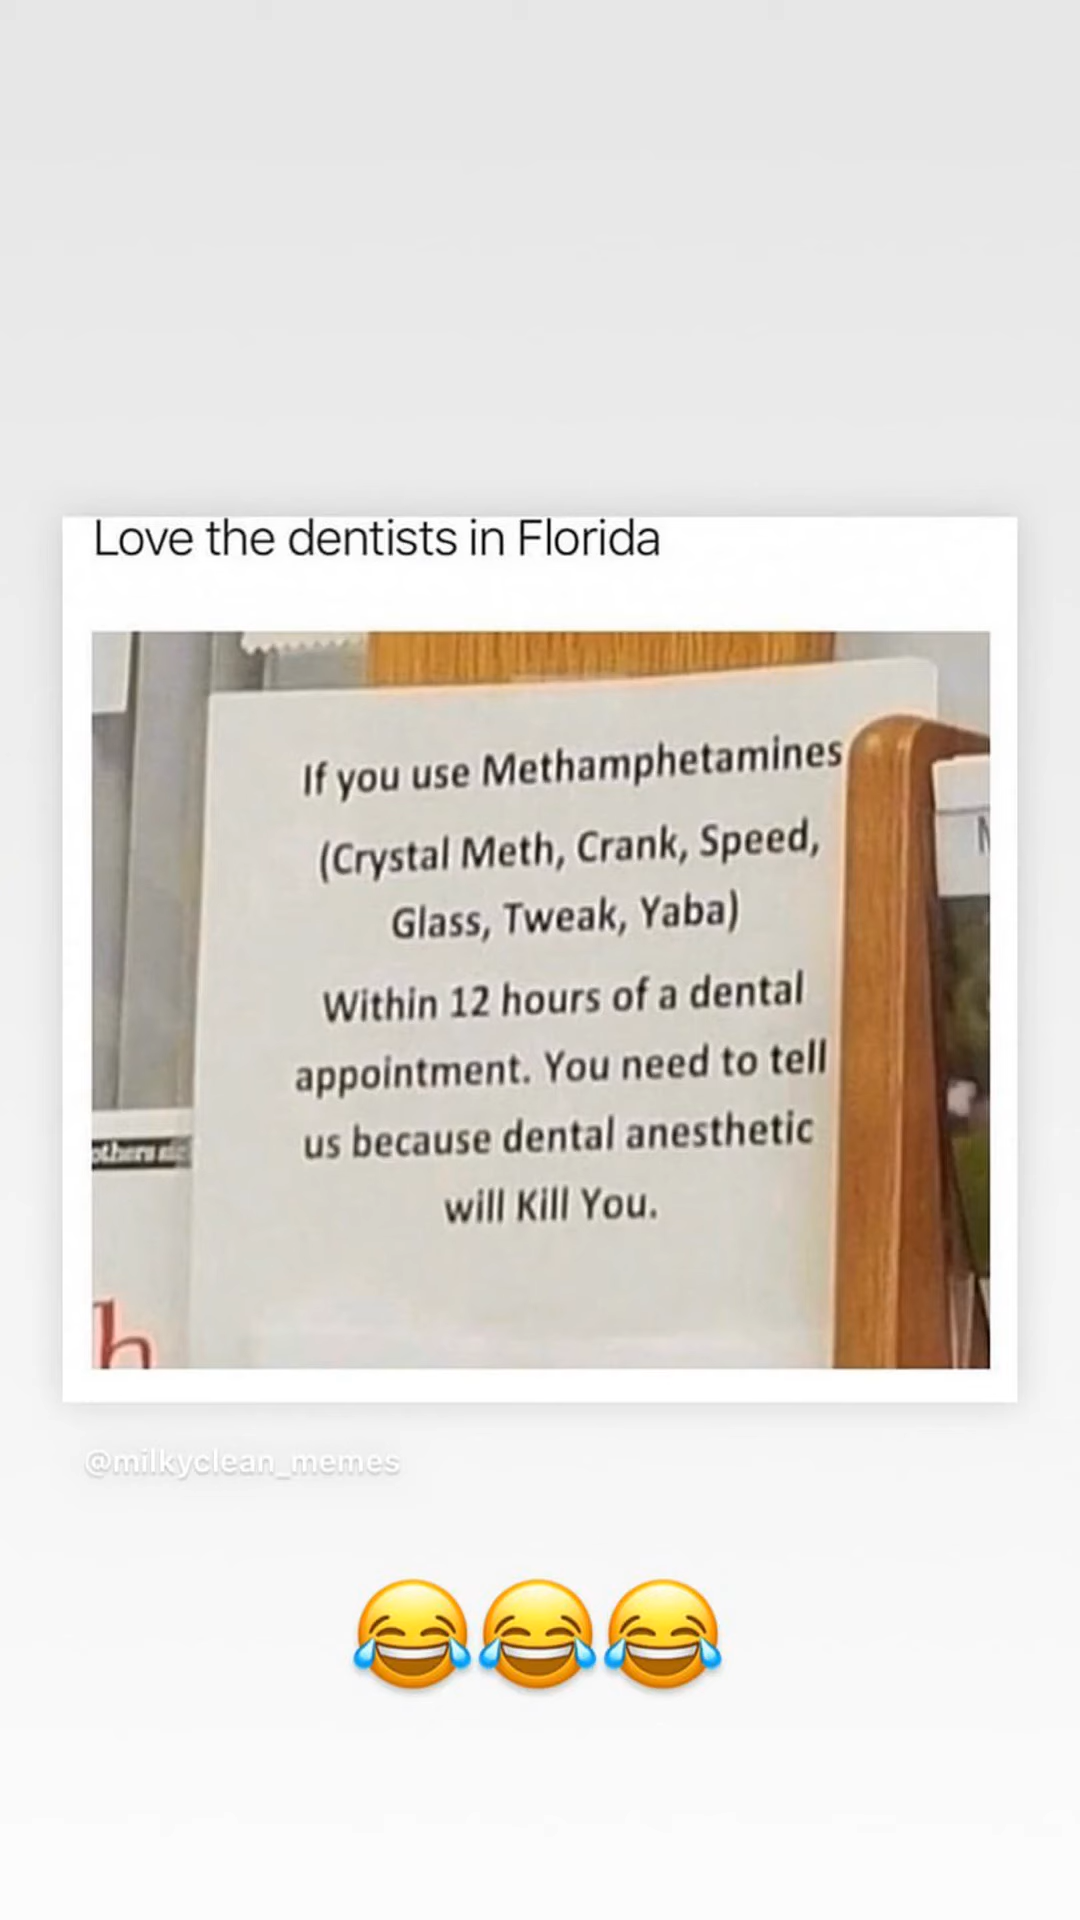 Love the dentists in Florida
If you use Methamphetamines
(Crystal Meth, Crank, Speed,
Glass, Tweak, Yaba)
Within 12 hours of a dental
appointment. You need to tell
us because dental anesthetic
will Kill You.
others
h
@milkyclean_memes